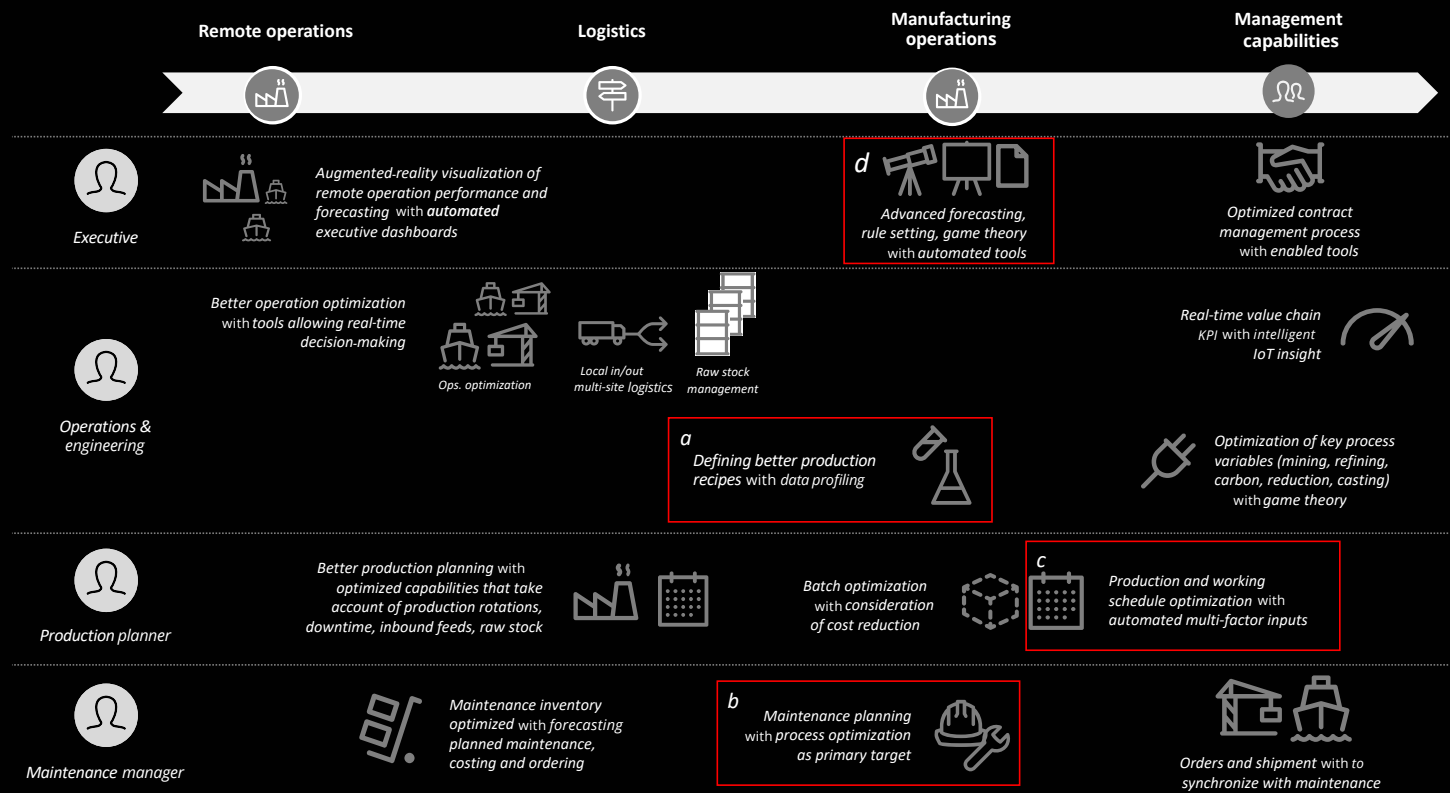 Remote operations
Logistics
Manufacturing
operations
Management
capabilities
Executive
Augmented-reality visualization of
remote operation performance and
forecasting with automated
executive dashboards
d
Advanced forecasting,
rule setting, game theory
with automated tools
Optimized contract
management process
with enabled tools
Operations &
engineering
Better operation optimization
with tools allowing real-time
decision-making
Ops. optimization
Local in/out
multi-site logistics
Raw stock
management
Real-time value chain
KPI with intelligent
IoT insight
a
Defining better production
recipes with data profiling
Optimization of key process
variables (mining, refining,
carbon, reduction, casting)
with game theory
Production planner
Better production planning with
optimized capabilities that take
account of production rotations,
downtime, inbound feeds, raw stock
Batch optimization
with consideration
of cost reduction
c
Production and working
schedule optimization with
automated multi-factor inputs
Maintenance manager
Maintenance inventory
optimized with forecasting
planned maintenance,
costing and ordering
b
Maintenance planning
with process optimization
as primary target
Orders and shipment with to
synchronize with maintenance